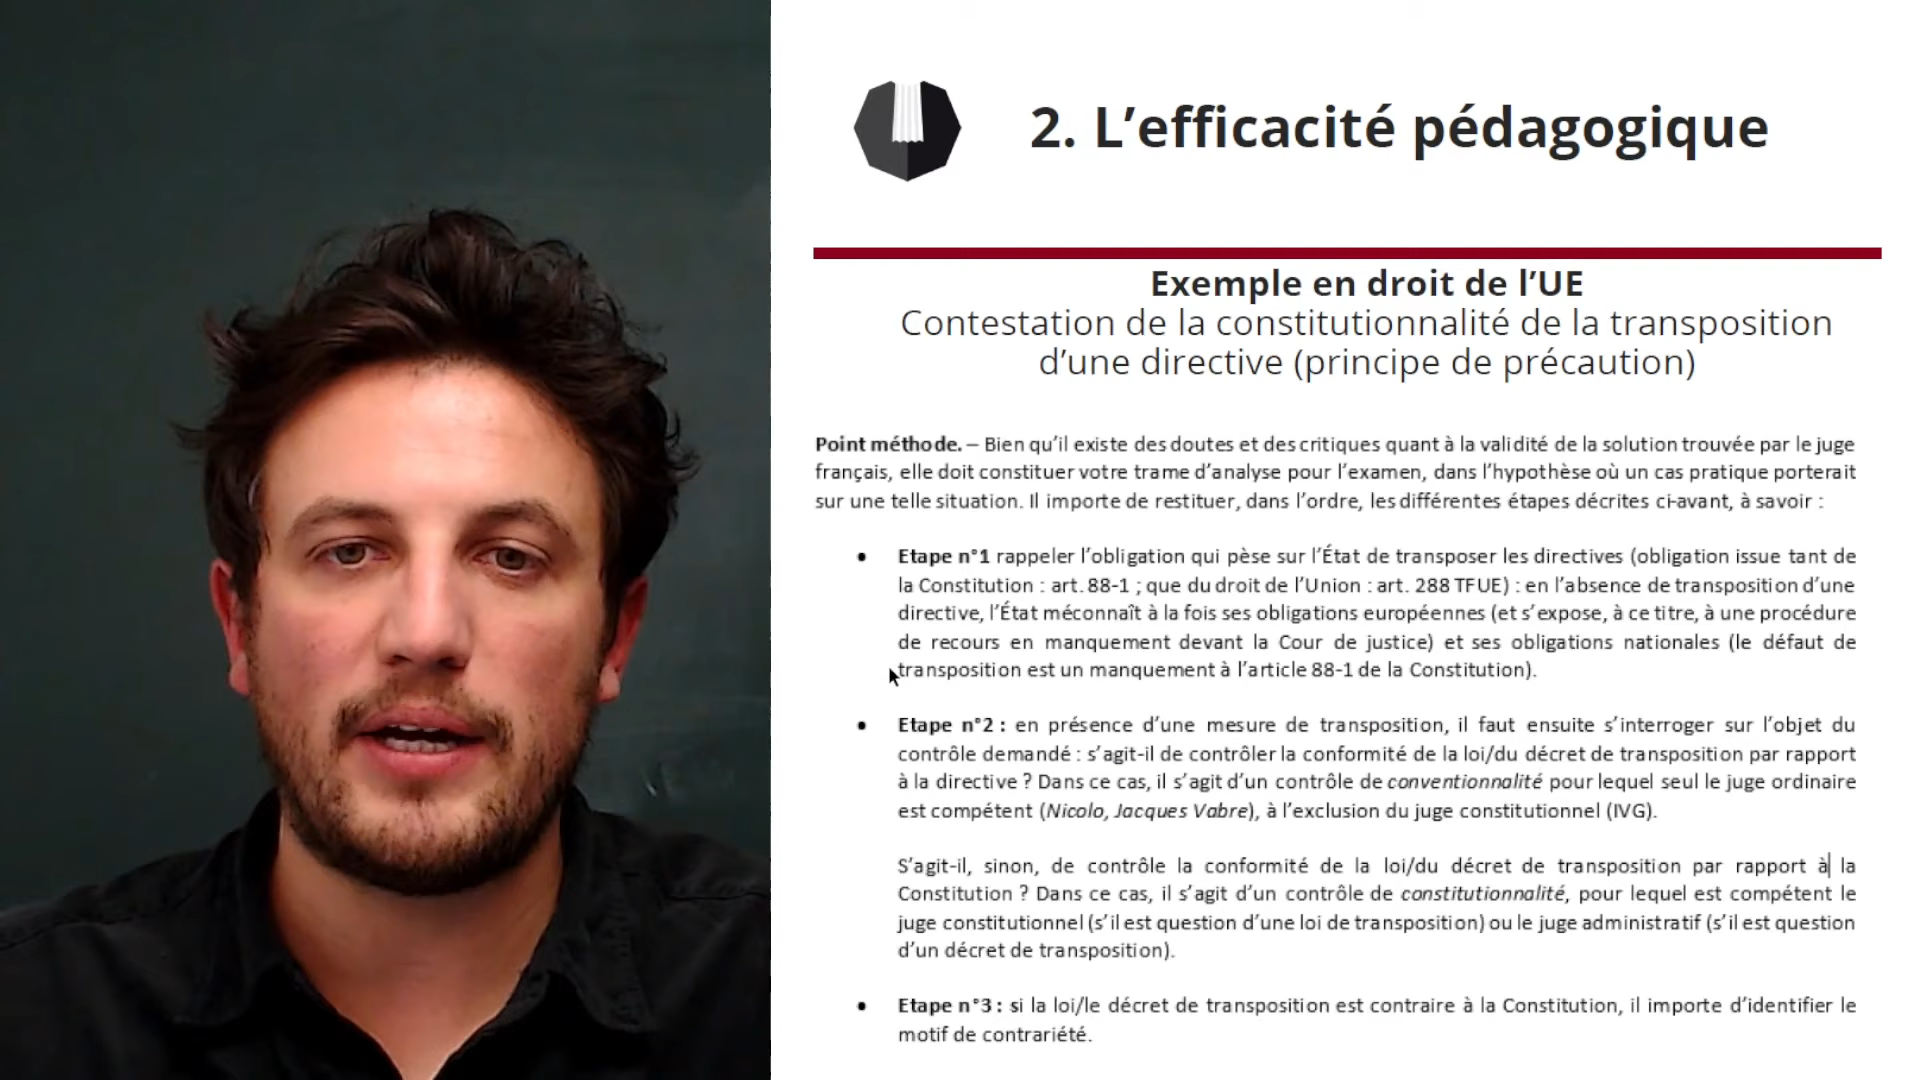 2. L’efficacité pédagogique
Exemple en droit de l’UE
Contestation de la constitutionnalité de la transposition
d’une directive (principe de précaution)
Point méthode. – Bien qu’il existe des doutes et des critiques quant à la validité de la solution trouvée par le juge
français, elle doit constituer votre trame d’analyse pour l’examen, dans l’hypothèse où un cas pratique porterait
sur une telle situation. Il importe de restituer, dans l’ordre, les différentes étapes décrites ci-avant, à savoir :
• Etape n°1 rappeler l’obligation qui pèse sur l’État de transposer les directives (obligation issue tant de
la Constitution : art. 88-1 ; que du droit de l’Union : art. 288 TFUE) : en l’absence de transposition d’une
directive, l’État méconnaît à la fois ses obligations européennes (et s’expose, à ce titre, à une procédure
de recours en manquement devant la Cour de justice) et ses obligations nationales (le défaut de
transposition est un manquement à l’article 88-1 de la Constitution).
• Etape n°2 : en présence d’une mesure de transposition, il faut ensuite s’interroger sur l’objet du
contrôle demandé : s’agit-il de contrôler la conformité de la loi/du décret de transposition par rapport
à la directive ? Dans ce cas, il s’agit d’un contrôle de conventionnalité pour lequel seul le juge ordinaire
est compétent (Nicolo, Jacques Vabre), à l’exclusion du juge constitutionnel (IVG).
S’agit-il, sinon, de contrôle la conformité de la loi/du décret de transposition par rapport à la
Constitution ? Dans ce cas, il s’agit d’un contrôle de constitutionnalité, pour lequel est compétent le
juge constitutionnel (s’il est question d’une loi de transposition) ou le juge administratif (s’il est question
d’un décret de transposition).
• Etape n°3 : si la loi/le décret de transposition est contraire à la Constitution, il importe d’identifier le
motif de contrariété.